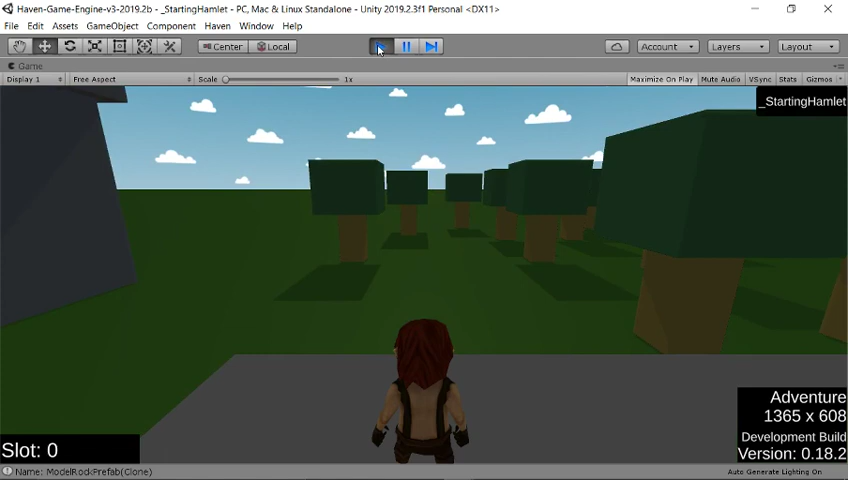 Haven-Game-Engine-v3-2019.2b - _StartingHamlet - PC, Mac & Linux Standalone - Unity 2019.2.3f1 Personal <DX11>
File Edit Assets GameObject Component Haven Window Help
Center Local Account Layers Layout
Game
Display 1 Free Aspect Scale 1x Maximize On Play Mute Audio VSync Stats Gizmos
_StartingHamlet
Adventure
1365 x 608
Development Build
Slot: 0
Version: 0.18.2
Name: ModelRockPrefab(Clone)
Auto Generate Lighting On